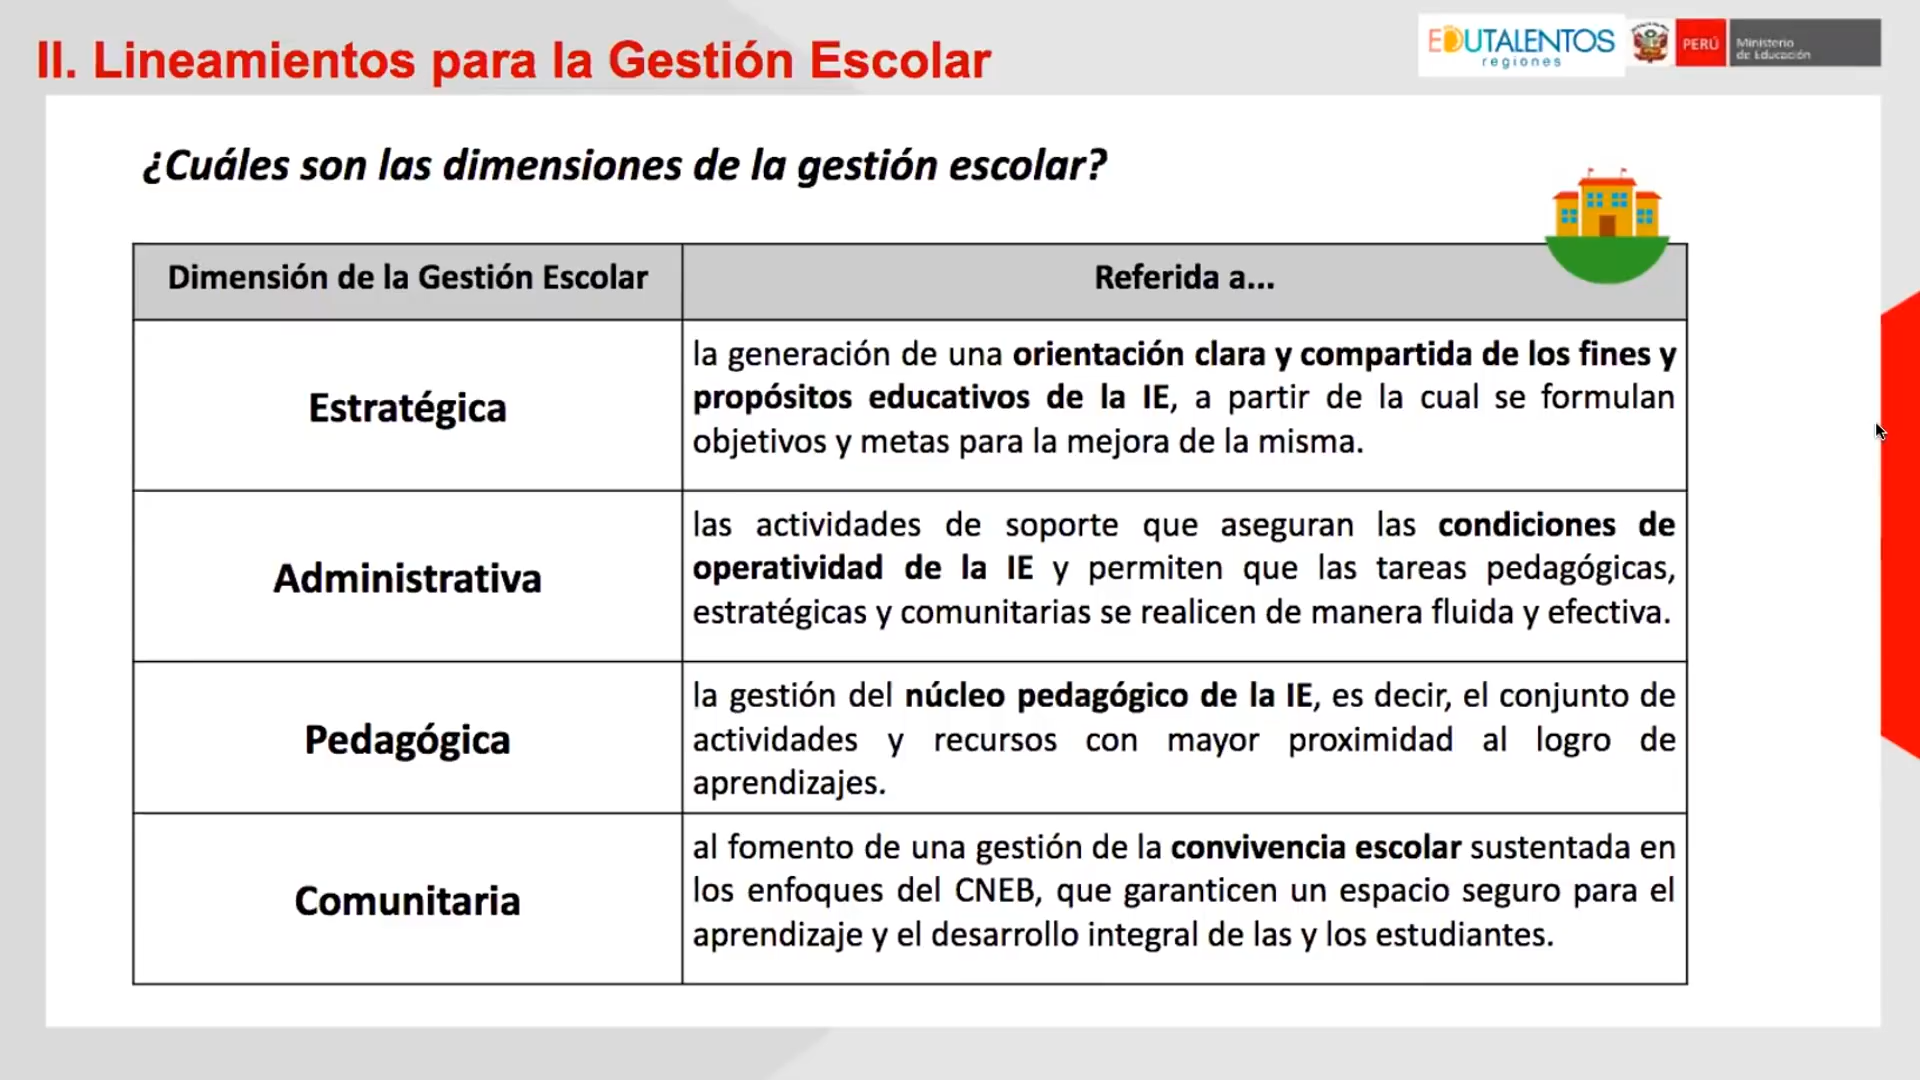 II. Lineamientos para la Gestión Escolar
EDUTALENTOS
regiones
PERÚ
Ministerio
de Educación
¿Cuáles son las dimensiones de la gestión escolar?
Dimensión de la Gestión Escolar
Referida a...
Estratégica
la generación de una orientación clara y compartida de los fines y
propósitos educativos de la IE, a partir de la cual se formulan
objetivos y metas para la mejora de la misma.
Administrativa
las actividades de soporte que aseguran las condiciones de
operatividad de la IE y permiten que las tareas pedagógicas,
estratégicas y comunitarias se realicen de manera fluida y efectiva.
Pedagógica
la gestión del núcleo pedagógico de la IE, es decir, el conjunto de
actividades y recursos con mayor proximidad al logro de
aprendizajes.
Comunitaria
al fomento de una gestión de la convivencia escolar sustentada en
los enfoques del CNEB, que garanticen un espacio seguro para el
aprendizaje y el desarrollo integral de las y los estudiantes.